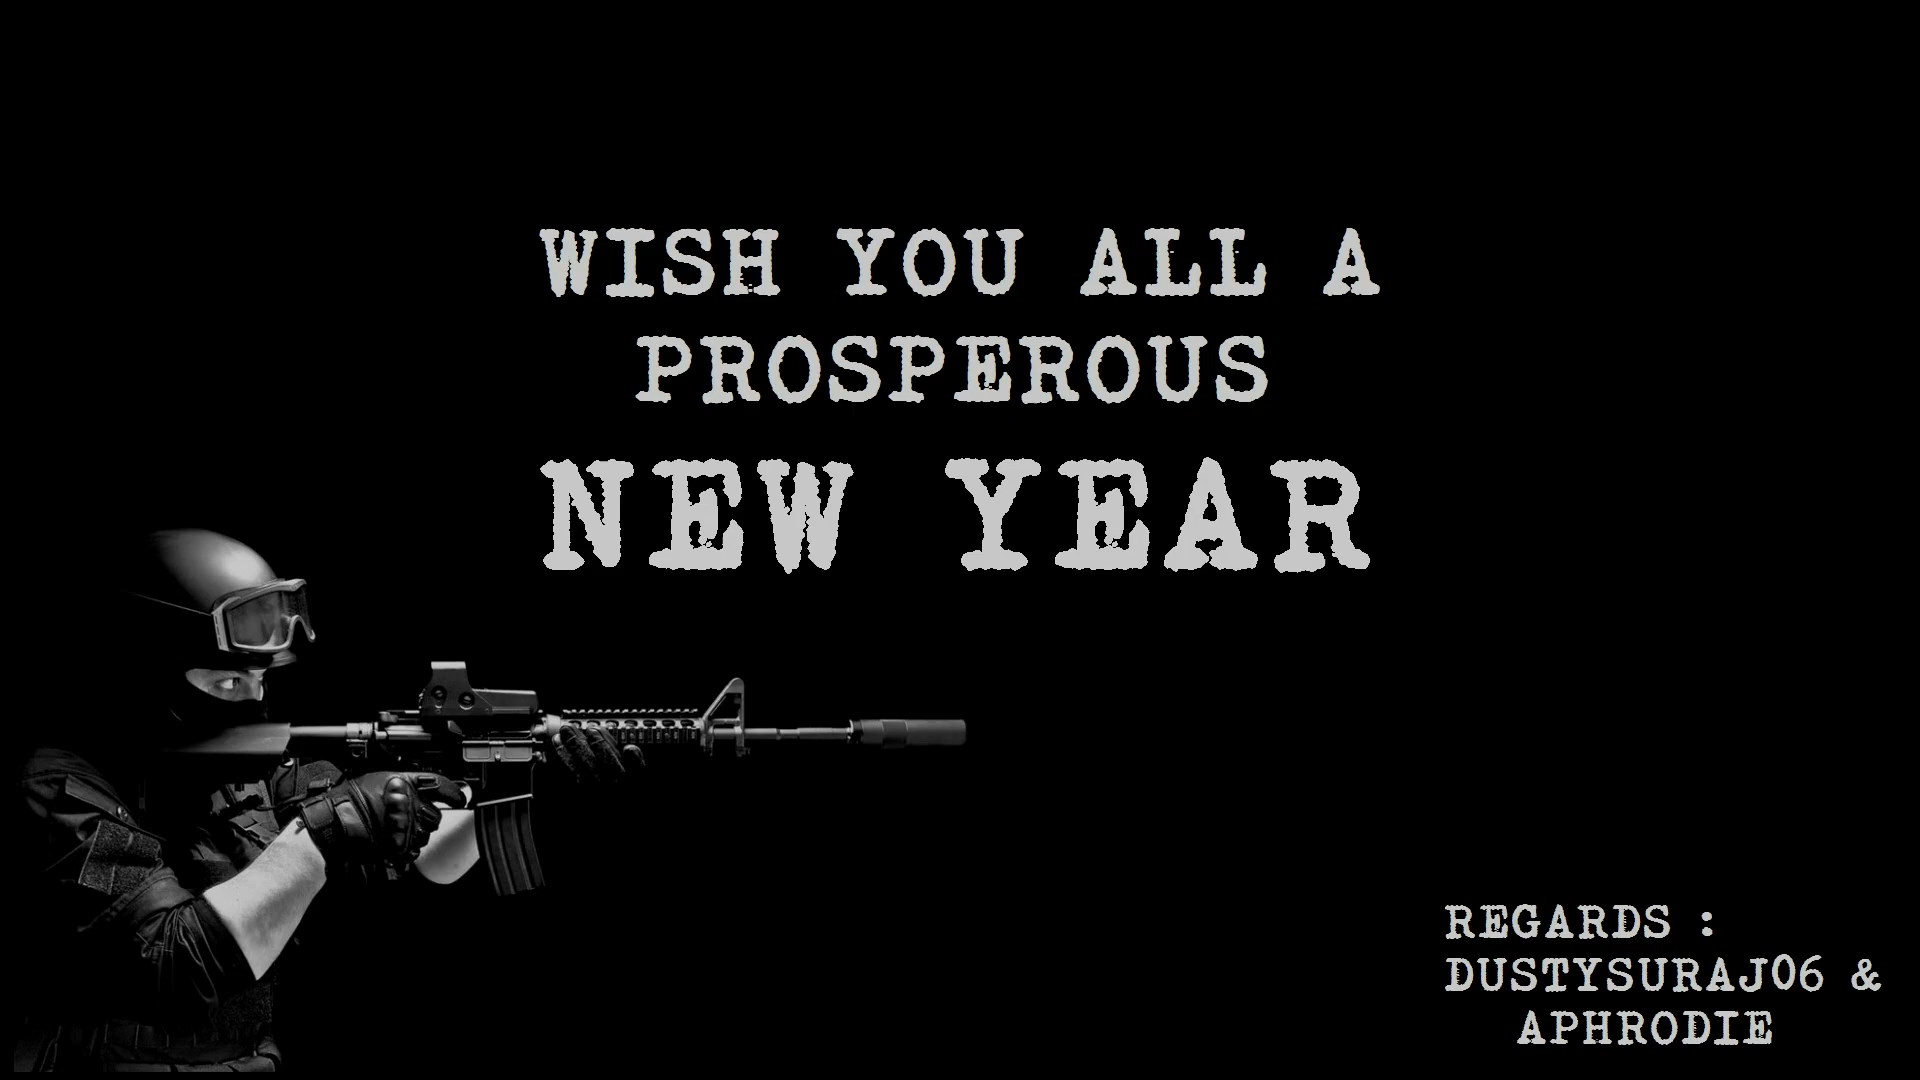 WISH YOU ALL A
PROSPEROUS
NEW YEAR
REGARDS :
DUSTYSURAJ06 &
APHRODIE